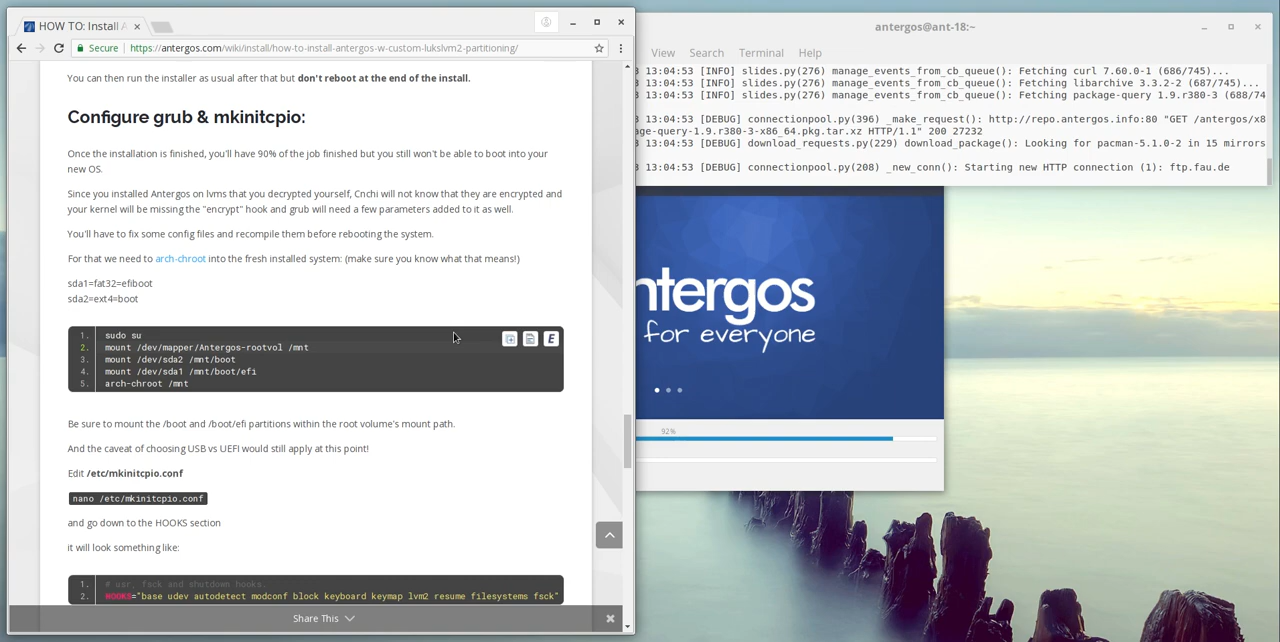 HOW TO: Install A
Secure
https://antergos.com/wiki/install/how-to-install-antergos-w-custom-lukslvm2-partitioning/
You can then run the installer as usual after that but don't reboot at the end of the install.
Configure grub & mkinitcpio:
Once the installation is finished, you'll have 90% of the job finished but you still won't be able to boot into your
new OS.
Since you installed Antergos on lvms that you decrypted yourself, Cnchi will not know that they are encrypted and
your kernel will be missing the "encrypt" hook and grub will need a few parameters added to it as well.
You'll have to fix some config files and recompile them before rebooting the system.
For that we need to arch-chroot into the fresh installed system: (make sure you know what that means!)
sda1=fat32=efiboot
sda2=ext4=boot
1. sudo su
2. mount /dev/mapper/Antergos-rootvol /mnt
3. mount /dev/sda2 /mnt/boot
4. mount /dev/sda1 /mnt/boot/efi
5. arch-chroot /mnt
E
Be sure to mount the /boot and /boot/efi partitions within the root volume's mount path.
And the caveat of choosing USB vs UEFI would still apply at this point!
Edit /etc/mkinitcpio.conf
nano /etc/mkinitcpio.conf
and go down to the HOOKS section
it will look something like:
1. # usr, fsck and shutdown hooks.
2. HOOKS="base udev autodetect modconf block keyboard keymap lvm2 resume filesystems fsck"
Share This
antergos@ant-18:~
View Search Terminal Help
13:04:53 [INFO] slides.py(276) manage_events_from_cb_queue(): Fetching curl 7.60.0-1 (686/745)...
13:04:53 [INFO] slides.py(276) manage_events_from_cb_queue(): Fetching libarchive 3.3.2-2 (687/745)...
13:04:53 [INFO] slides.py(276) manage_events_from_cb_queue(): Fetching package-query 1.9.r380-3 (688/74
13:04:53 [DEBUG] connectionpool.py(396) _make_request(): http://repo.antergos.info:80 "GET /antergos/x8
age-query-1.9.r380-3-x86_64.pkg.tar.xz HTTP/1.1" 200 27232
13:04:53 [DEBUG] download_requests.py(229) download_package(): Looking for pacman-5.1.0-2 in 15 mirrors
13:04:53 [DEBUG] connectionpool.py(208) _new_conn(): Starting new HTTP connection (1): ftp.fau.de
ntergos
for everyone
92%